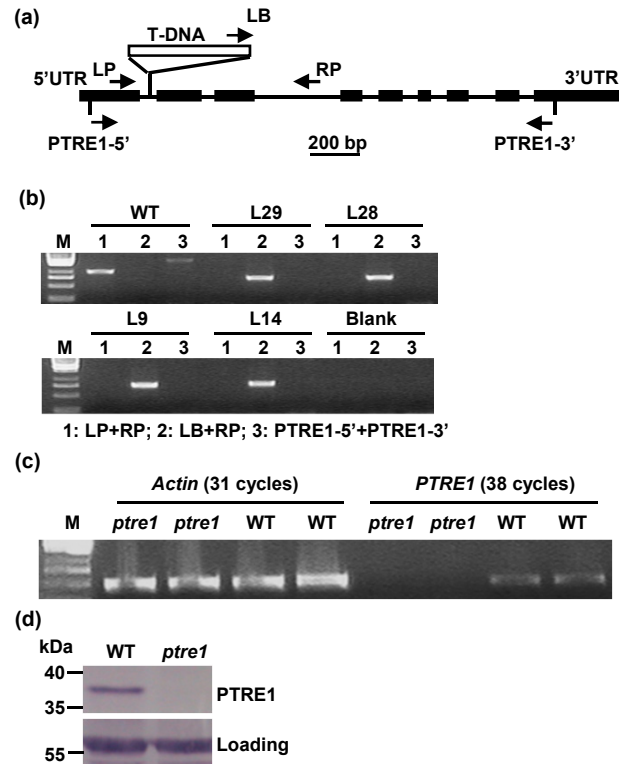 (a)
LB
T-DNA
LP
RP
5'UTR
3'UTR
PTRE1-5'
200 bp
PTRE1-3'
(b)
WT L29 L28
M 1 2 3 1 2 3 1 2 3
L9 L14 Blank
M 1 2 3 1 2 3 1 2 3
1: LP+RP; 2: LB+RP; 3: PTRE1-5'+PTRE1-3'
(c)
Actin (31 cycles) PTRE1 (38 cycles)
M ptre1 ptre1 WT WT ptre1 ptre1 WT WT
(d)
kDa WT ptre1
40
PTRE1
35
Loading
55